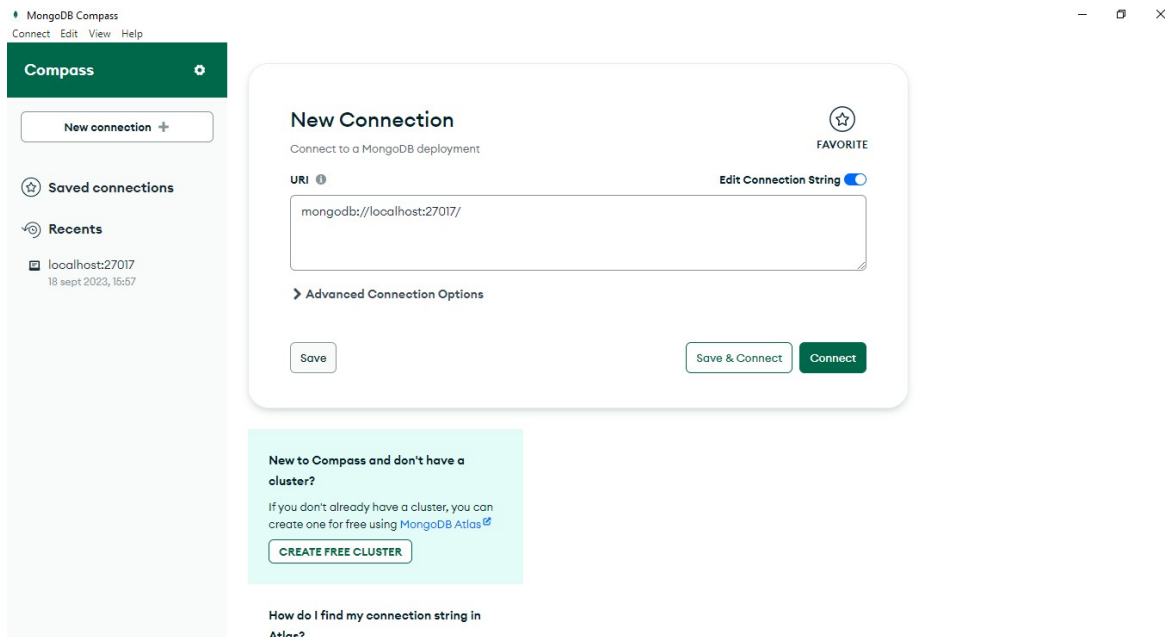 MongoDB Compass
Connect Edit View Help
Compass
New connection
Saved connections
Recents
localhost:27017
18 sept 2023, 15:57
New Connection
Connect to a MongoDB deployment
FAVORITE
URI
Edit Connection String
mongodb://localhost:27017/
Advanced Connection Options
Save
Save & Connect
Connect
New to Compass and don't have a
cluster?
If you don't already have a cluster, you can
create one for free using MongoDB Atlas
CREATE FREE CLUSTER
How do I find my connection string in
Atlas?